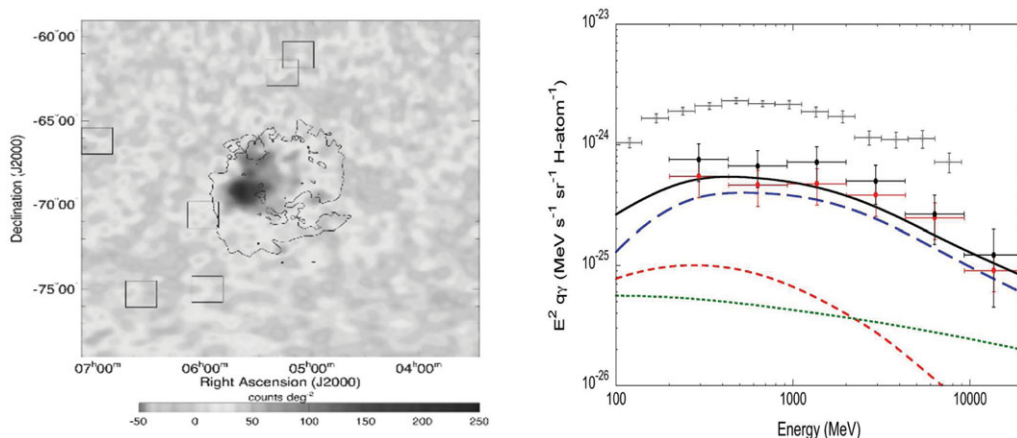 Declination (J2000)
-60°00'
-65°00'
-70°00'
-75°00'
07h00m 06h00m 05h00m 04h00m
Right Ascension (J2000)
counts deg-2
-50 0 50 100 150 200 250
E2 qγ (MeV s-1 sr-1 H-atom-1)
10-23
10-24
10-25
10-26
100 1000 10000
Energy (MeV)